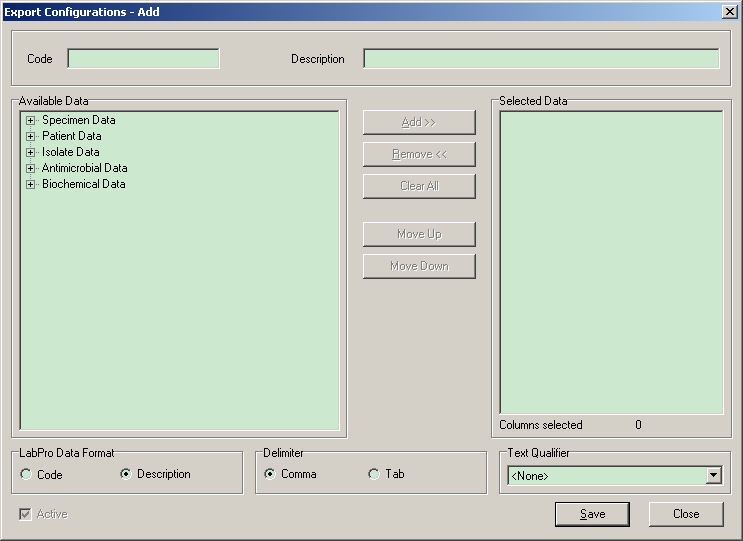 Export Configurations - Add
Code
Description
Available Data
Specimen Data
Patient Data
Isolate Data
Antimicrobial Data
Biochemical Data
Add >>
Remove <<
Clear All
Move Up
Move Down
Selected Data
Columns selected 0
LabPro Data Format
Code
Description
Delimiter
Comma
Tab
Text Qualifier
<None>
Active
Save
Close